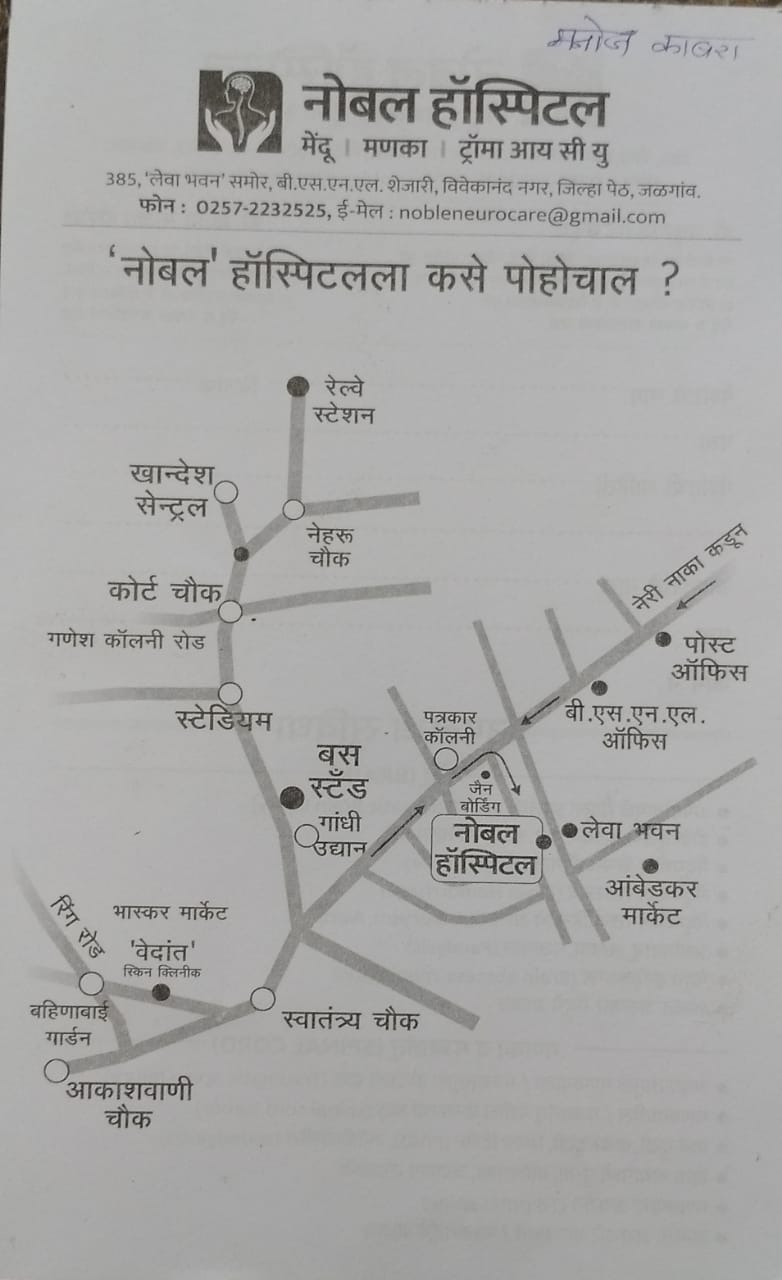 मनोज काबरा
नोबल हॉस्पिटल
मेंदू | मणका | ट्रॉमा आय सी यु
385,‘लेवा भवन’ समोर, बी.एस.एन.एल. शेजारी, विवेकानंद नगर, जिल्हा पेठ, जळगांव.
फोन : 0257-2232525, ई-मेल : nobleneurocare@gmail.com
‘नोबल' हॉस्पिटलला कसे पोहोचाल ?
रेल्वे
स्टेशन
खान्देश
सेन्ट्रल
नेहरू
चौक
कोर्ट चौक
गणेश कॉलनी रोड
नेरी नाका कडून
पोस्ट
ऑफिस
स्टेडियम
बी.एस.एन.एल.
ऑफिस
पत्रकार
कॉलनी
बस
स्टँड
जैन
बोर्डिंग
गांधी
उद्यान
नोबल
हॉस्पिटल
लेवा भवन
आंबेडकर
मार्केट
रिंग रोड
भास्कर मार्केट
'वेदांत'
स्किन क्लिनीक
बहिणाबाई
गार्डन
स्वातंत्र्य चौक
आकाशवाणी
चौक